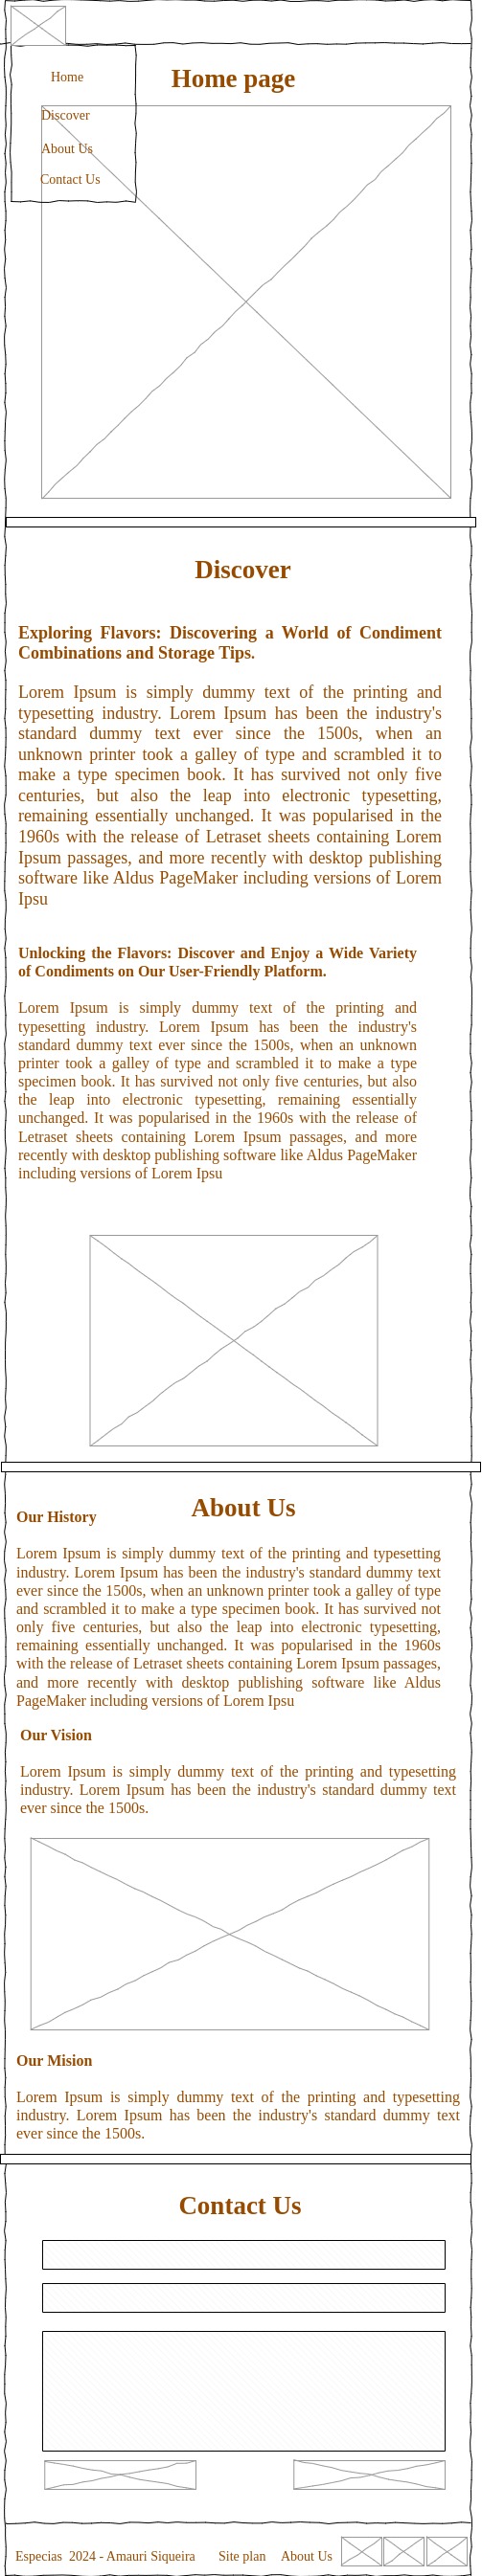 Home page
Home
Discover
About Us
Contact Us
Discover
Exploring Flavors: Discovering a World of Condiment
Combinations and Storage Tips.
Lorem Ipsum is simply dummy text of the printing and
typesetting industry. Lorem Ipsum has been the industry's
standard dummy text ever since the 1500s, when an
unknown printer took a galley of type and scrambled it to
make a type specimen book. It has survived not only five
centuries, but also the leap into electronic typesetting,
remaining essentially unchanged. It was popularised in the
1960s with the release of Letraset sheets containing Lorem
Ipsum passages, and more recently with desktop publishing
software like Aldus PageMaker including versions of Lorem
Ipsu
Unlocking the Flavors: Discover and Enjoy a Wide Variety
of Condiments on Our User-Friendly Platform.
Lorem Ipsum is simply dummy text of the printing and
typesetting industry. Lorem Ipsum has been the industry's
standard dummy text ever since the 1500s, when an unknown
printer took a galley of type and scrambled it to make a type
specimen book. It has survived not only five centuries, but also
the leap into electronic typesetting, remaining essentially
unchanged. It was popularised in the 1960s with the release of
Letraset sheets containing Lorem Ipsum passages, and more
recently with desktop publishing software like Aldus PageMaker
including versions of Lorem Ipsu
About Us
Our History
Lorem Ipsum is simply dummy text of the printing and typesetting
industry. Lorem Ipsum has been the industry's standard dummy text
ever since the 1500s, when an unknown printer took a galley of type
and scrambled it to make a type specimen book. It has survived not
only five centuries, but also the leap into electronic typesetting,
remaining essentially unchanged. It was popularised in the 1960s
with the release of Letraset sheets containing Lorem Ipsum passages,
and more recently with desktop publishing software like Aldus
PageMaker including versions of Lorem Ipsu
Our Vision
Lorem Ipsum is simply dummy text of the printing and typesetting
industry. Lorem Ipsum has been the industry's standard dummy text
ever since the 1500s.
Our Mision
Lorem Ipsum is simply dummy text of the printing and typesetting
industry. Lorem Ipsum has been the industry's standard dummy text
ever since the 1500s.
Contact Us
Especias 2024 - Amauri Siqueira Site plan About Us